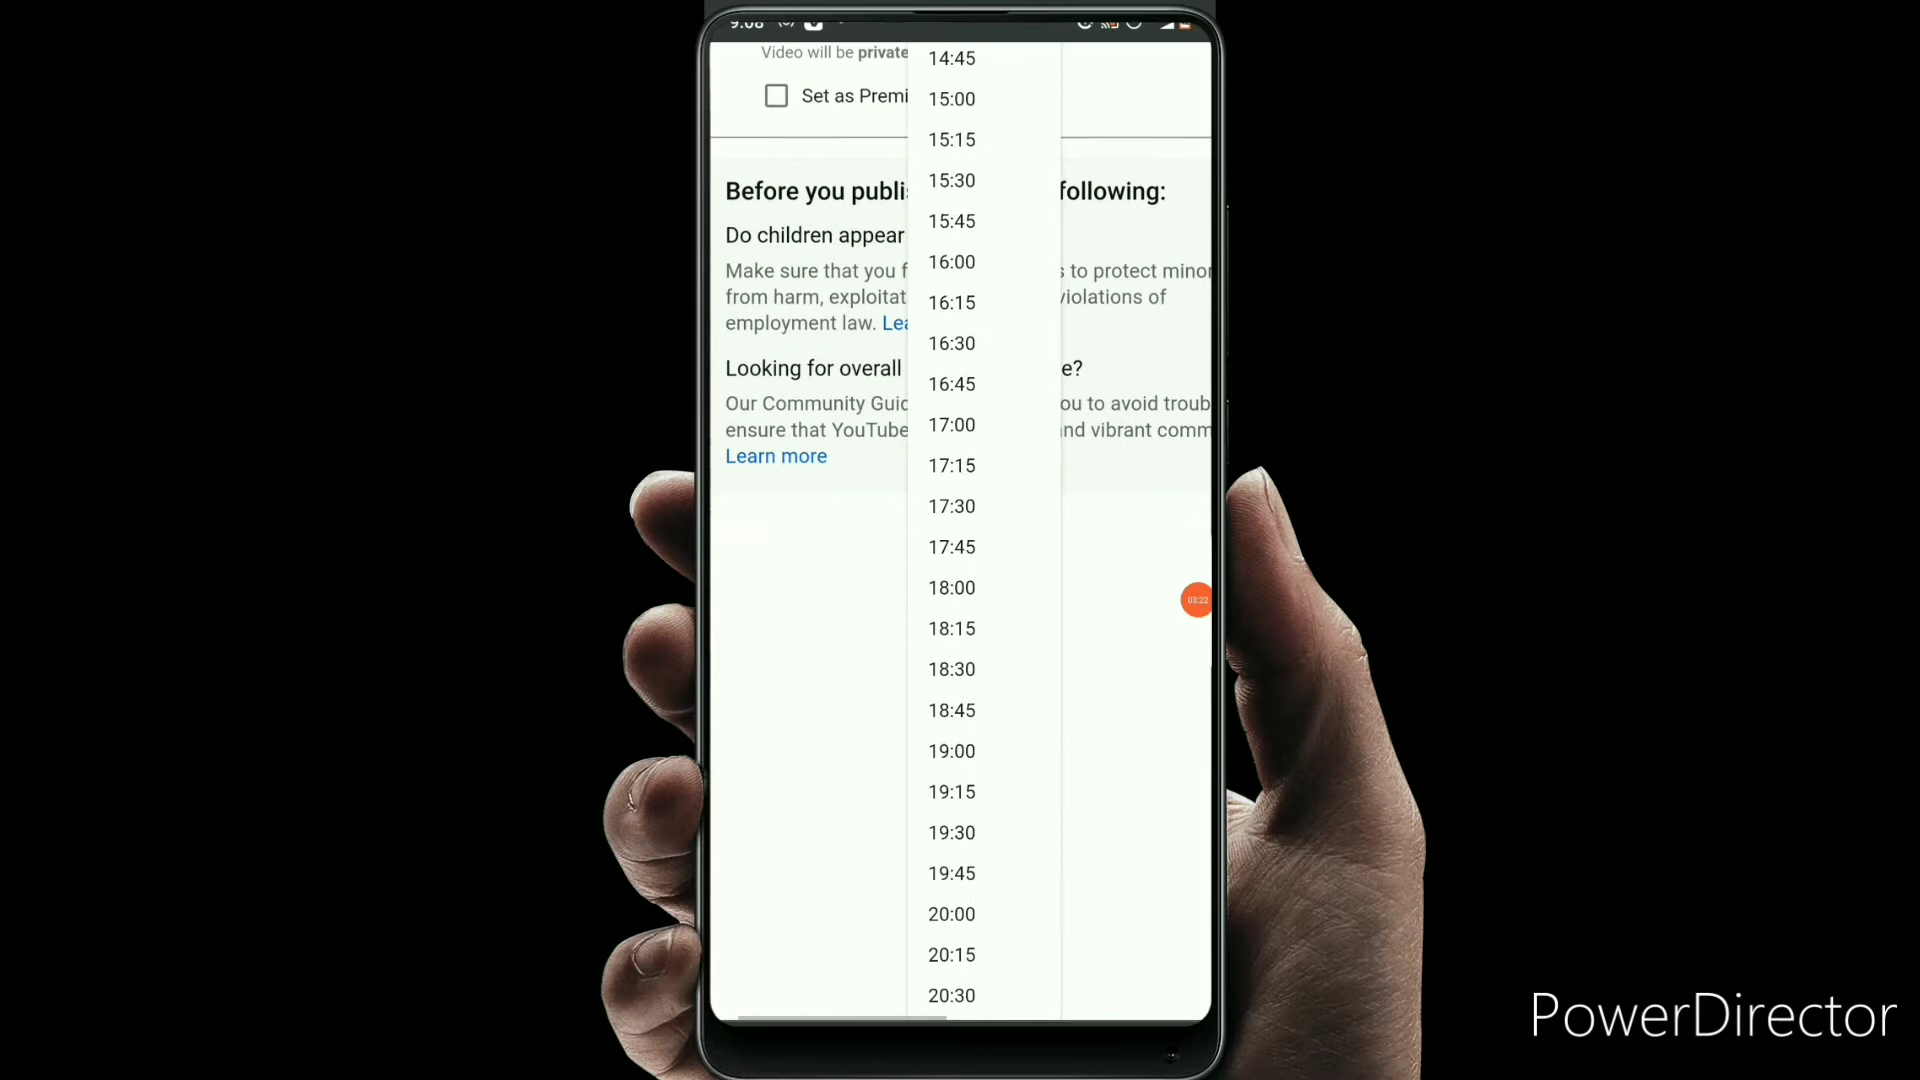 9:08
Video will be private
Set as Premi
Before you publi following:
Do children appear
Make sure that you f s to protect minor
from harm, exploitat violations of
employment law. Lea
Looking for overall e?
Our Community Guid ou to avoid troub
ensure that YouTube nd vibrant comm
Learn more
14:45
15:00
15:15
15:30
15:45
16:00
16:15
16:30
16:45
17:00
17:15
17:30
17:45
18:00
18:15
18:30
18:45
19:00
19:15
19:30
19:45
20:00
20:15
20:30
03:22
PowerDirector